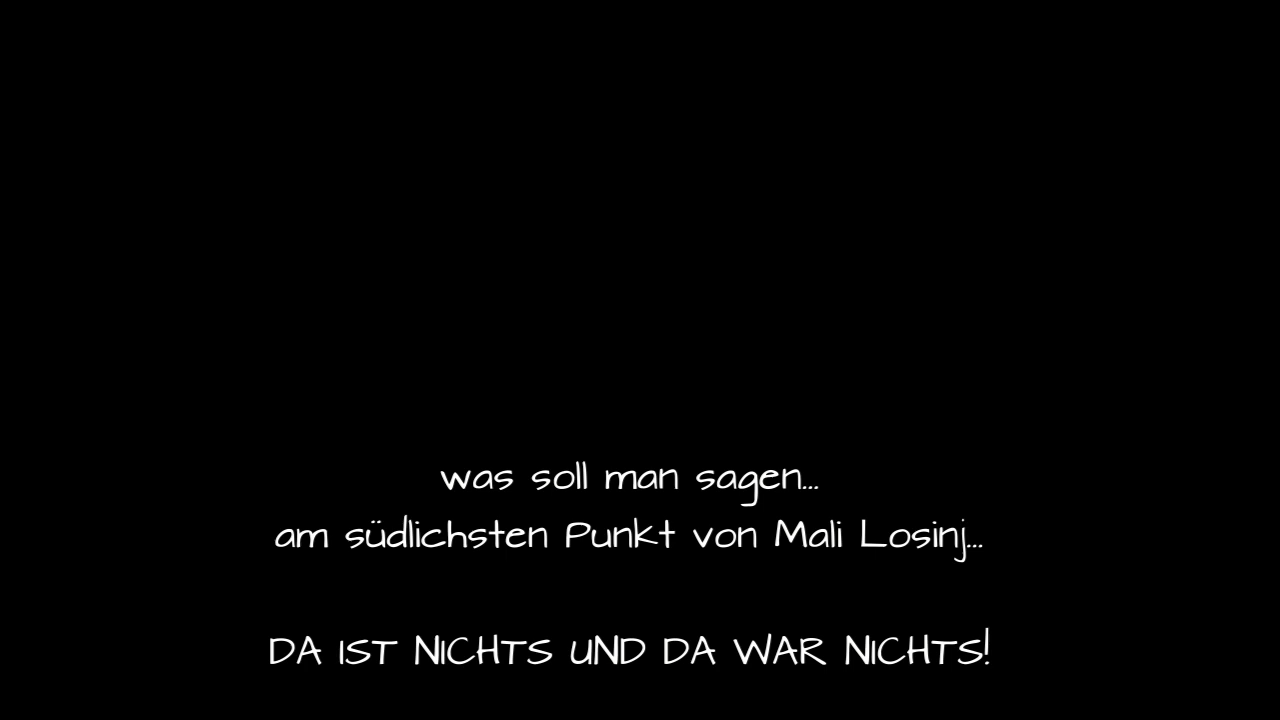 was soll man sagen...
am südlichsten Punkt von Mali Losinj...
DA IST NICHTS UND DA WAR NICHTS!